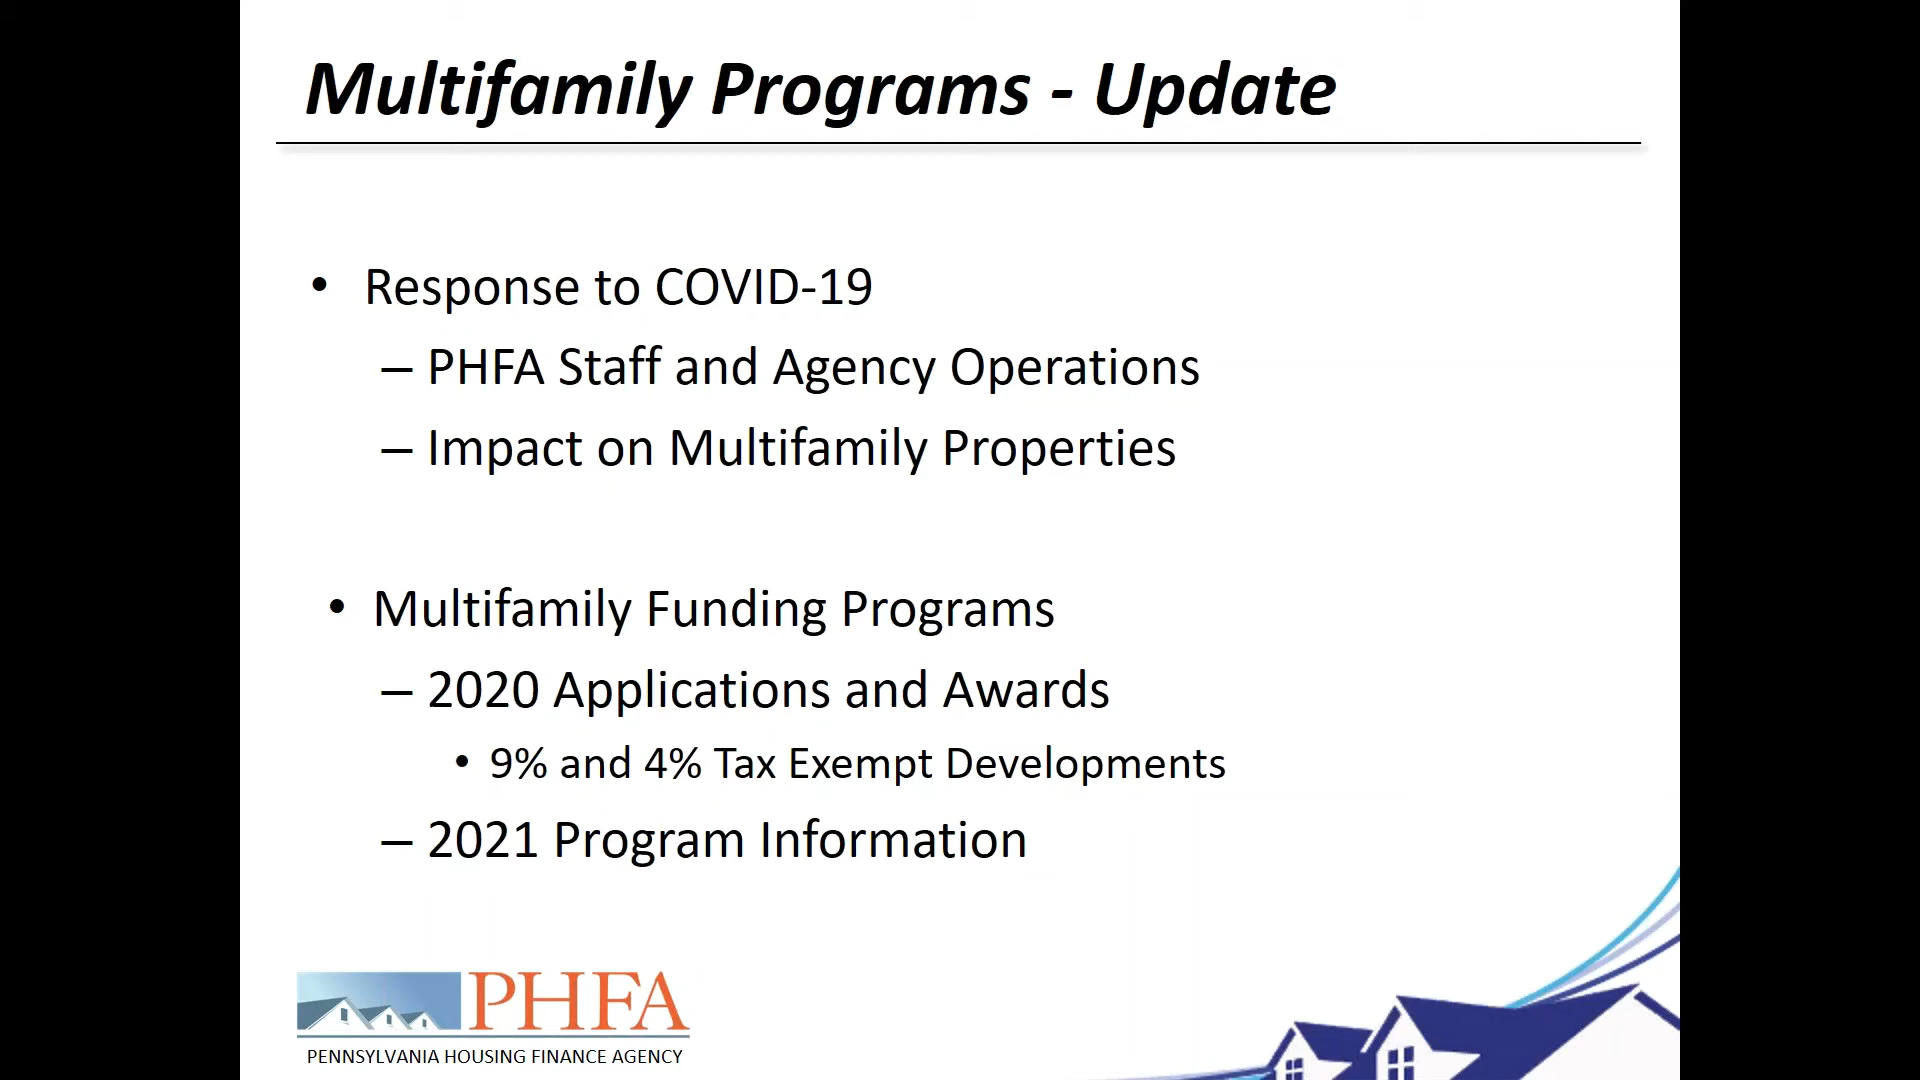 Multifamily Programs - Update
• Response to COVID-19
– PHFA Staff and Agency Operations
– Impact on Multifamily Properties
• Multifamily Funding Programs
– 2020 Applications and Awards
• 9% and 4% Tax Exempt Developments
– 2021 Program Information
PHFA
PENNSYLVANIA HOUSING FINANCE AGENCY